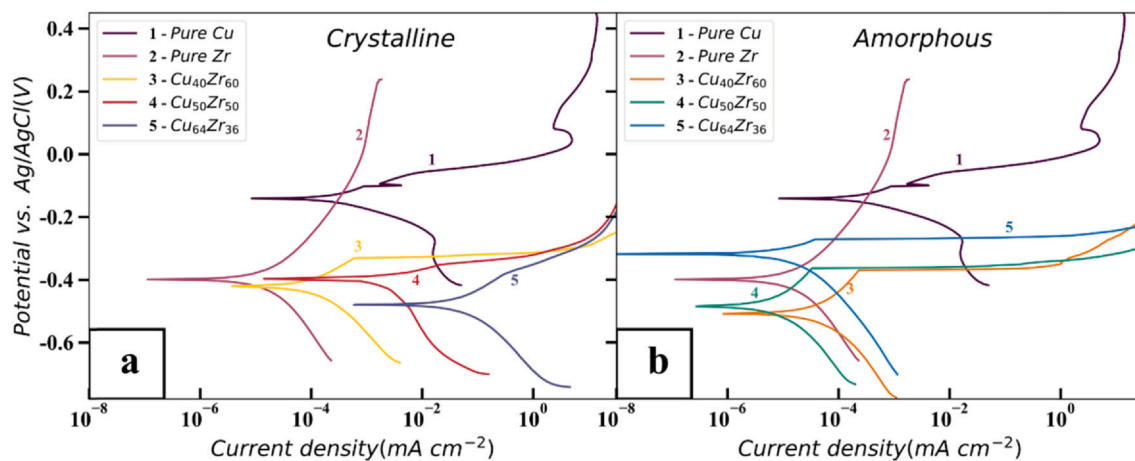 Crystalline
1 - Pure Cu
2 - Pure Zr
3 - Cu₄₀Zr₆₀
4 - Cu₅₀Zr₅₀
5 - Cu₆₄Zr₃₆
Amorphous
1 - Pure Cu
2 - Pure Zr
3 - Cu₄₀Zr₆₀
4 - Cu₅₀Zr₅₀
5 - Cu₆₄Zr₃₆
Potential vs. Ag/AgCl(V)
0.4
0.2
0.0
-0.2
-0.4
-0.6
2
1
3
4
5
a
2
1
5
4
3
b
10⁻⁸
10⁻⁶
10⁻⁴
10⁻²
10⁰
10⁻⁸
10⁻⁶
10⁻⁴
10⁻²
10⁰
Current density(mA cm⁻²)
Current density(mA cm⁻²)